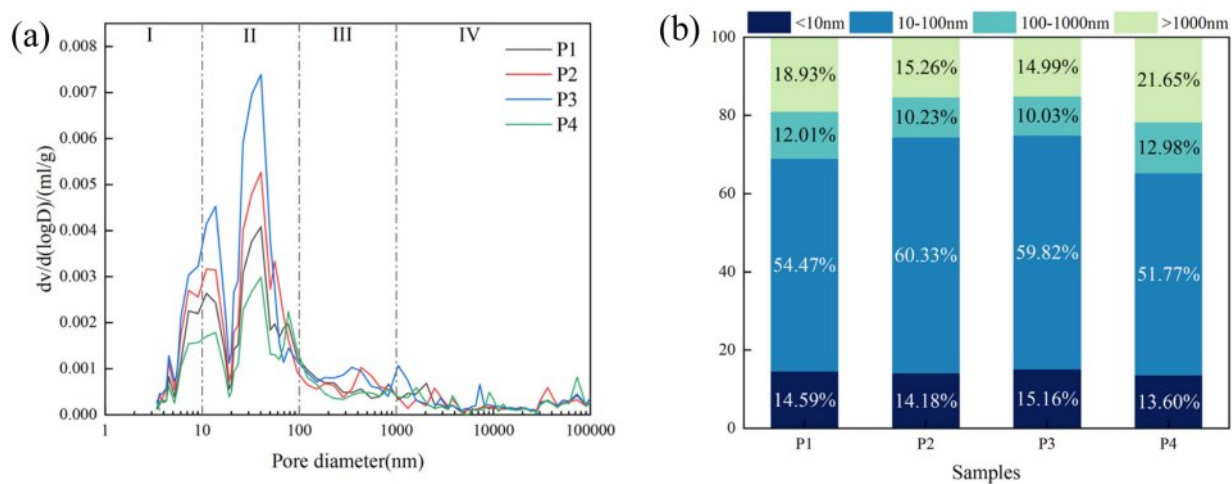 (a)
I II III IV
0.008
0.007
0.006
0.005
0.004
0.003
0.002
0.001
0.000
dv/d(logD)/(ml/g)
P1
P2
P3
P4
1 10 100 1000 10000 100000
Pore diameter(nm)
(b)
<10nm 10-100nm 100-1000nm >1000nm
100
80
60
40
20
0
18.93% 15.26% 14.99% 21.65%
12.01% 10.23% 10.03% 12.98%
54.47% 60.33% 59.82% 51.77%
14.59% 14.18% 15.16% 13.60%
P1 P2 P3 P4
Samples